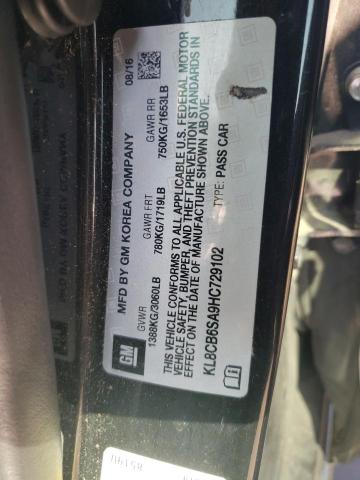 MFD BY GM KOREA COMPANY
08/16
GVWR
GAWR FRT
GAWR RR
1388KG/3060LB
780KG/1719LB
750KG/1653LB
THIS VEHICLE CONFORMS TO ALL APPLICABLE U.S. FEDERAL MOTOR
VEHICLE SAFETY, BUMPER, AND THEFT PREVENTION STANDARDS IN
EFFECT ON THE DATE OF MANUFACTURE SHOWN ABOVE.
KL8CB6SA9HC729102
TYPE: PASS CAR
GM